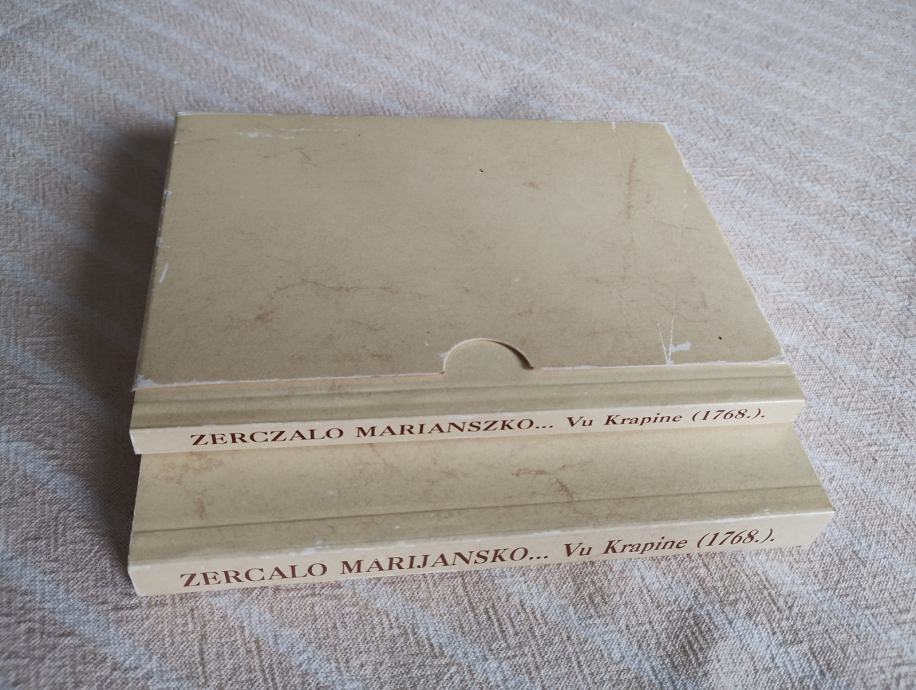 ZERCZALO MARIANSZKO... Vu Krapine (1768.).
ZERCALO MARIJANSKO... Vu Krapine (1768.).